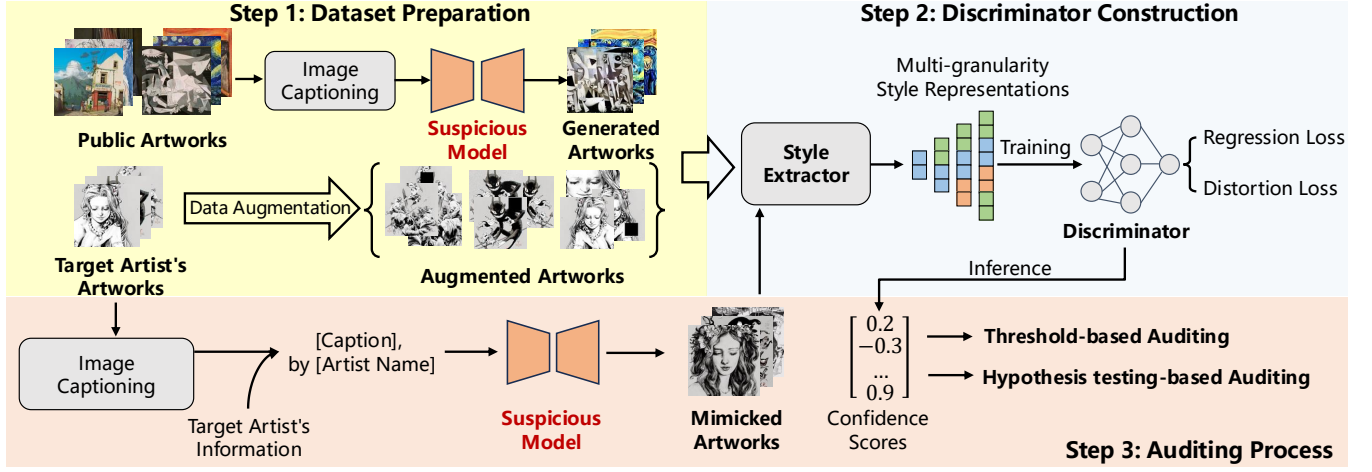 Step 1: Dataset Preparation
Image
Captioning
Public Artworks
Suspicious
Model
Generated
Artworks
Data Augmentation
Target Artist's
Artworks
Augmented Artworks
Step 2: Discriminator Construction
Multi-granularity
Style Representations
Style
Extractor
Training
Regression Loss
Distortion Loss
Discriminator
Inference
Image
Captioning
[Caption],
by [Artist Name]
Target Artist's
Information
Suspicious
Model
Mimicked
Artworks
0.2
−0.3
...
0.9
Confidence
Scores
Threshold-based Auditing
Hypothesis testing-based Auditing
Step 3: Auditing Process